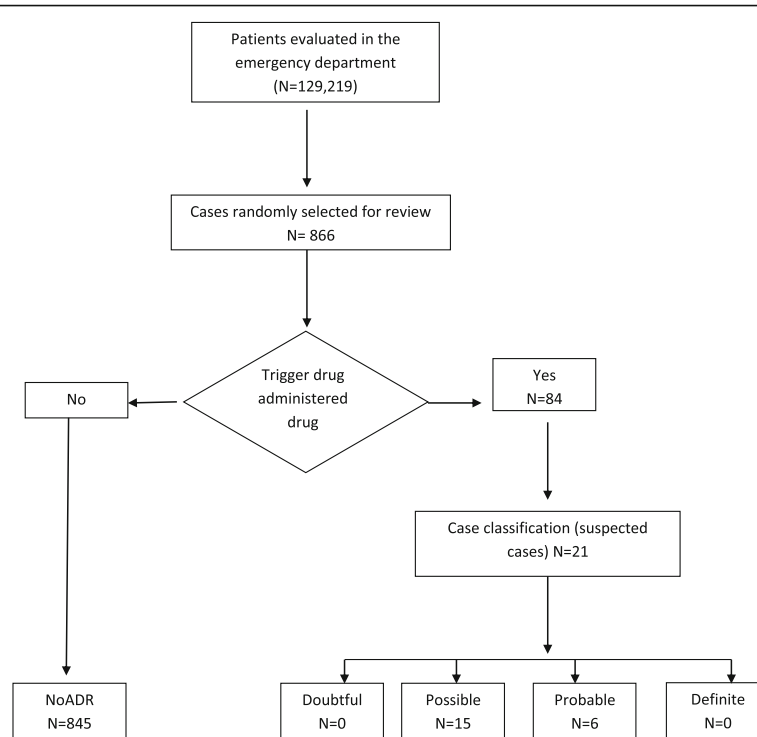 Patients evaluated in the
emergency department
(N=129,219)
Cases randomly selected for review
N= 866
Trigger drug
administered
drug
No
Yes
N=84
Case classification (suspected
cases) N=21
NoADR
N=845
Doubtful
N=0
Possible
N=15
Probable
N=6
Definite
N=0